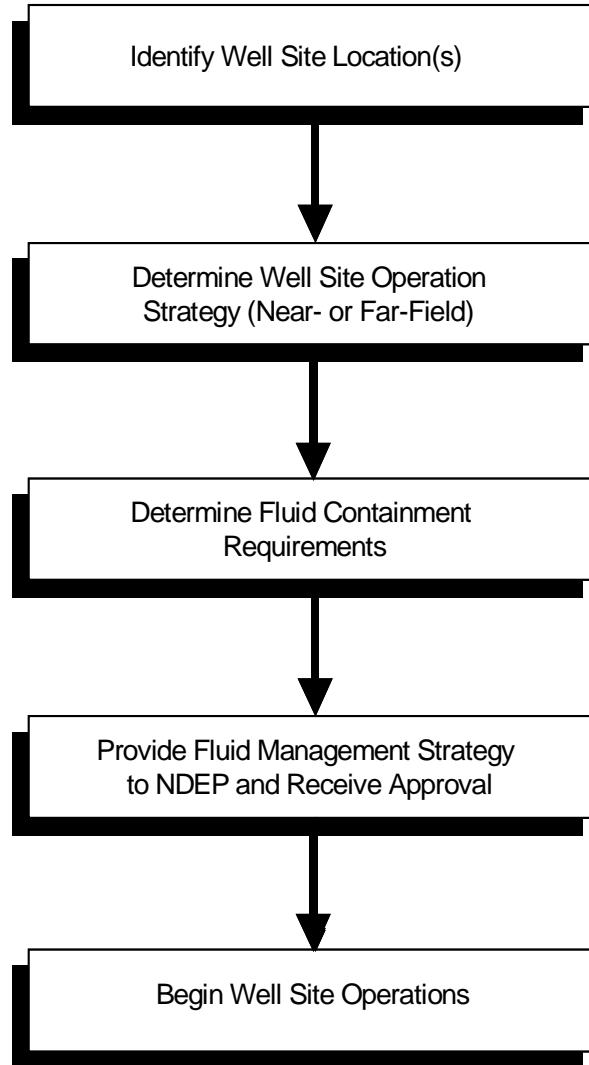 Identify Well Site Location(s)
Determine Well Site Operation
Strategy (Near- or Far-Field)
Determine Fluid Containment
Requirements
Provide Fluid Management Strategy
to NDEP and Receive Approval
Begin Well Site Operations